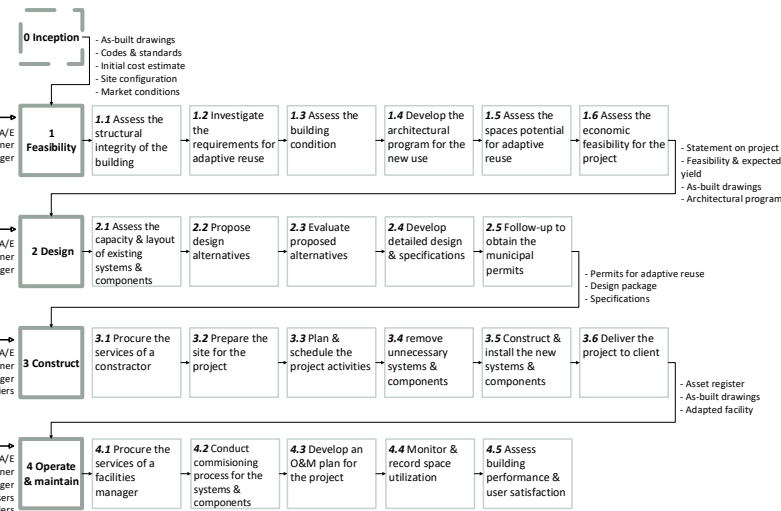 0 Inception
- As-built drawings
- Codes & standards
- Initial cost estimate
- Site configuration
- Market conditions
A/E
1
Feasibility
1.1 Assess the
structural
integrity of the
building
1.2 Investigate
the
requirements for
adaptive reuse
1.3 Assess the
building
condition
1.4 Develop the
architectural
program for the
new use
1.5 Assess the
spaces potential
for adaptive
reuse
1.6 Assess the
economic
feasibility for the
project
- Statement on project
- Feasibility & expected
yield
- As-built drawings
- Architectural program
A/E
2 Design
2.1 Assess the
capacity & layout
of existing
systems &
components
2.2 Propose
design
alternatives
2.3 Evaluate
proposed
alternatives
2.4 Develop
detailed design
& specifications
2.5 Follow-up to
obtain the
municipal
permits
- Permits for adaptive reuse
- Design package
- Specifications
A/E
3 Construct
3.1 Procure the
services of a
constractor
3.2 Prepare the
site for the
project
3.3 Plan &
schedule the
project activities
3.4 remove
unnecessary
systems &
components
3.5 Construct &
install the new
systems &
components
3.6 Deliver the
project to client
- Asset register
- As-built drawings
- Adapted facility
A/E
4 Operate
& maintain
4.1 Procure the
services of a
facilities
manager
4.2 Conduct
commisioning
process for the
systems &
components
4.3 Develop an
O&M plan for
the project
4.4 Monitor &
record space
utilization
4.5 Assess
building
performance &
user satisfaction